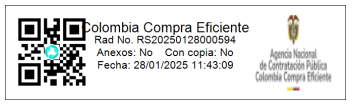 Colombia Compra Eficiente
Rad No. RS20250128000594
Anexos: No    Con copia: No
Fecha: 28/01/2025 11:43:09
Agencia Nacional
de Contratación Pública
Colombia Compra Eficiente